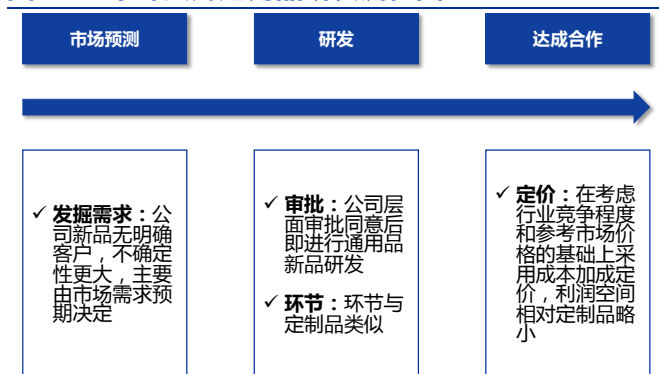 市场预测
研发
达成合作
✓ 发掘需求：公
司新品无明确
客户，不确定
性更大，主要
由市场需求预
期决定
✓ 审批：公司层
面审批同意后
即进行通用品
新品研发
✓ 环节：环节与
定制品类似
✓ 定价：在考虑
行业竞争程度
和参考市场价
格的基础上采
用成本加成定
价，利润空间
相对定制品略
小